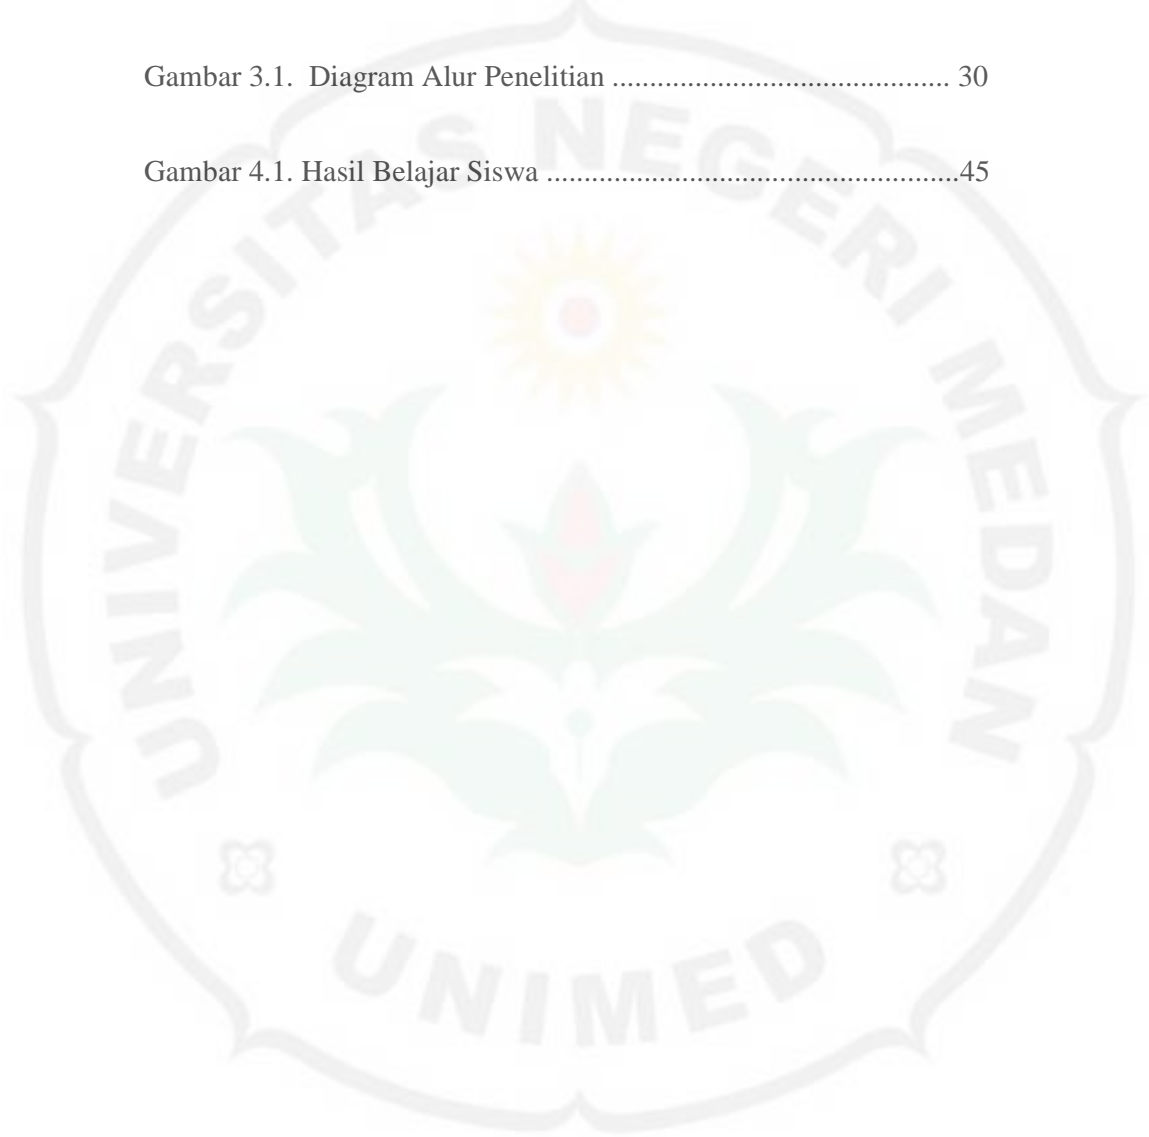 Gambar 3.1.  Diagram Alur Penelitian ............................................. 30
Gambar 4.1. Hasil Belajar Siswa .......................................................45
UNIVERSITAS NEGERI MEDAN
UNIMED